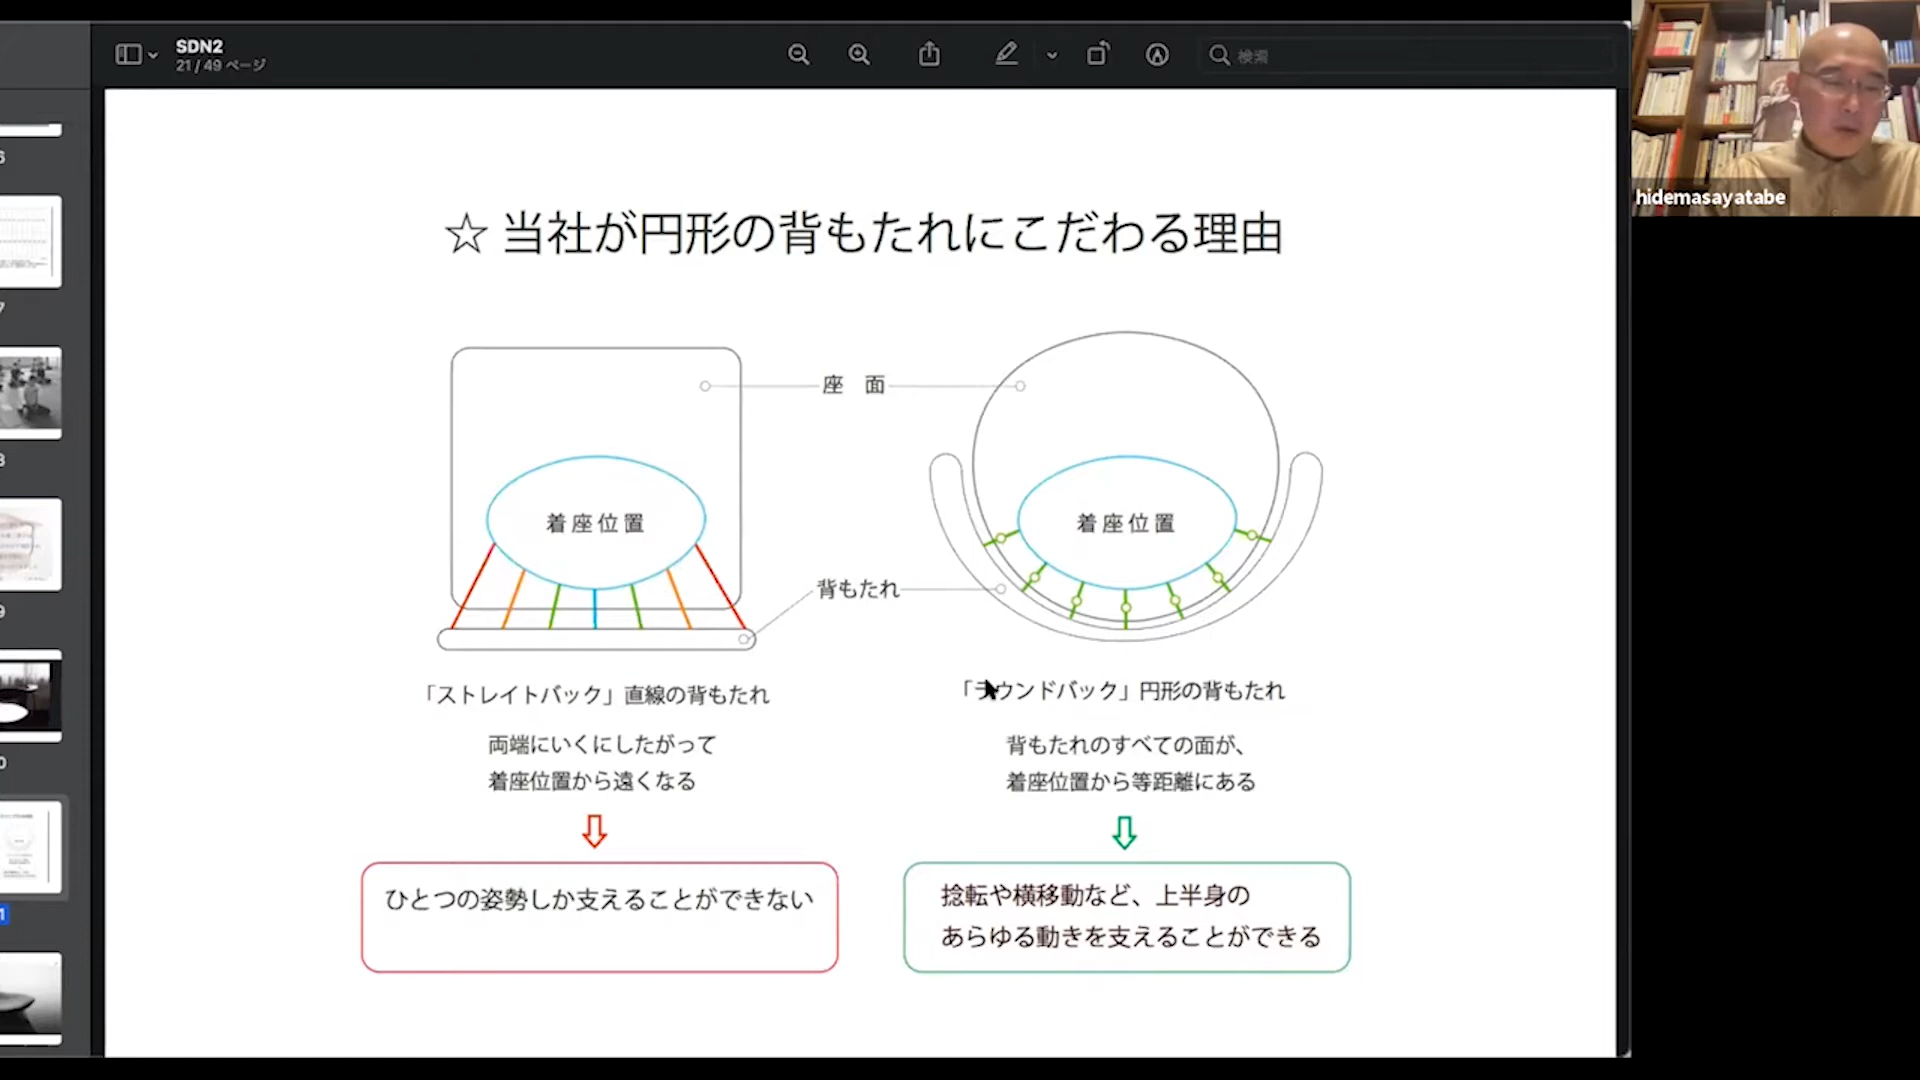 SDN2
21 / 49 ページ
検索
hidemasayatabe
☆ 当社が円形の背もたれにこだわる理由
座 面
着座位置
着座位置
背もたれ
「ストレイトバック」直線の背もたれ
「ラウンドバック」円形の背もたれ
両端にいくにしたがって
着座位置から遠くなる
背もたれのすべての面が、
着座位置から等距離にある
ひとつの姿勢しか支えることができない
捻転や横移動など、上半身の
あらゆる動きを支えることができる